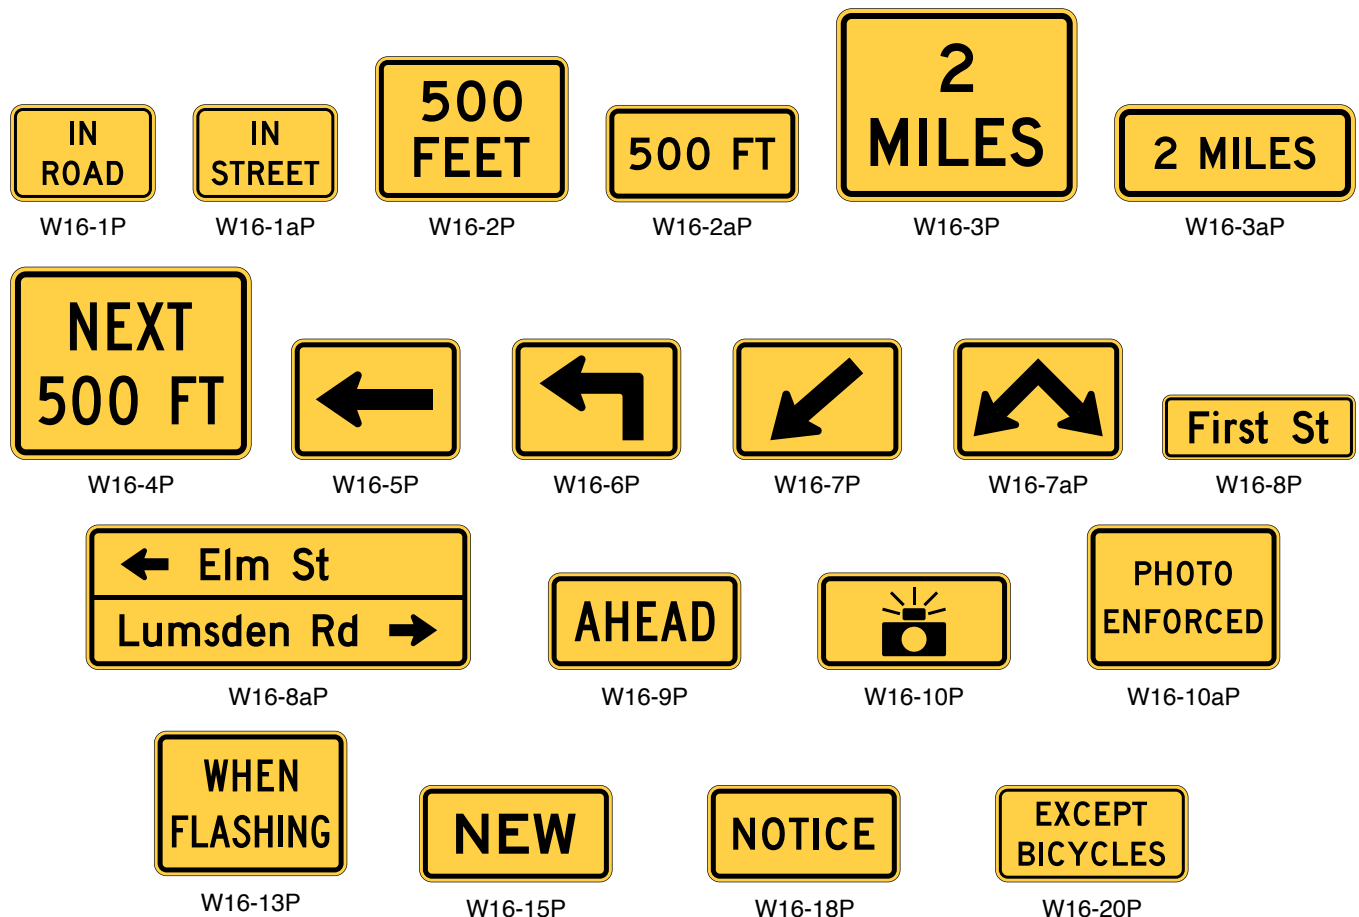 IN
ROAD
W16-1P
IN
STREET
W16-1aP
500
FEET
W16-2P
500 FT
W16-2aP
2
MILES
W16-3P
2 MILES
W16-3aP
NEXT
500 FT
W16-4P
W16-5P
W16-6P
W16-7P
W16-7aP
First St
W16-8P
Elm St
Lumsden Rd
W16-8aP
AHEAD
W16-9P
W16-10P
PHOTO
ENFORCED
W16-10aP
WHEN
FLASHING
W16-13P
NEW
W16-15P
NOTICE
W16-18P
EXCEPT
BICYCLES
W16-20P